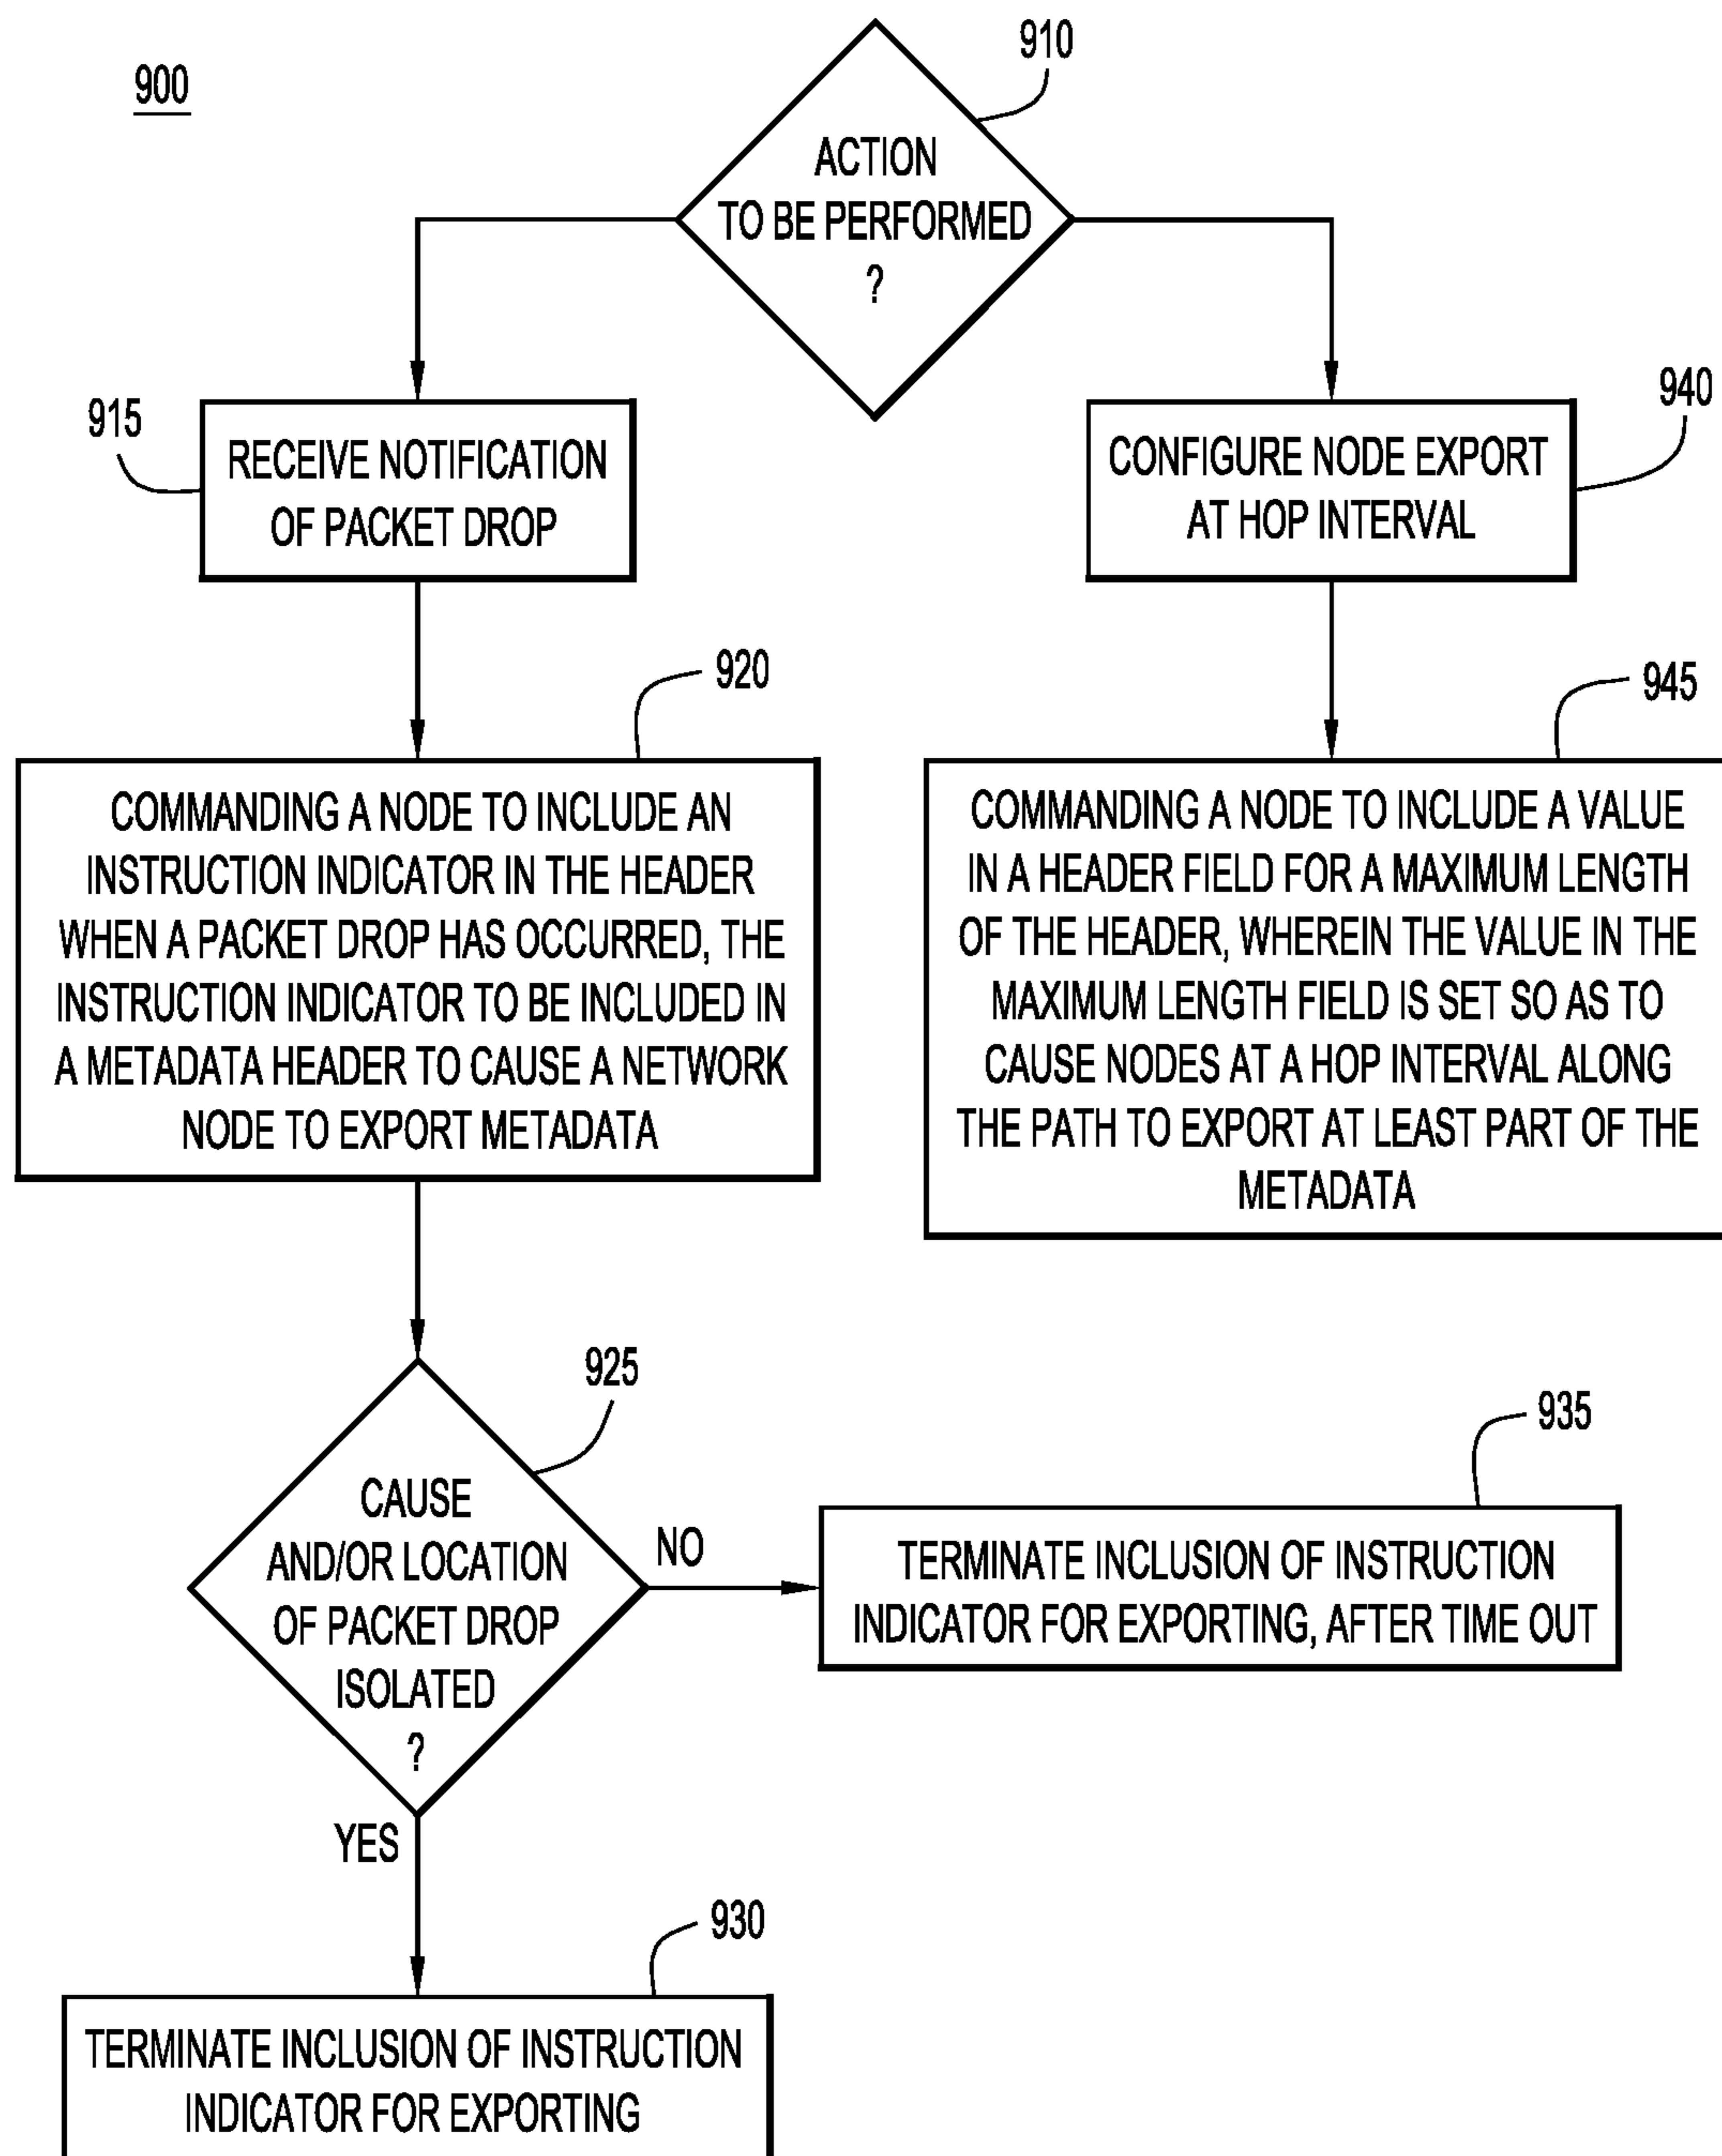 900
910
ACTION
TO BE PERFORMED
?
915
RECEIVE NOTIFICATION
OF PACKET DROP
940
CONFIGURE NODE EXPORT
AT HOP INTERVAL
920
COMMANDING A NODE TO INCLUDE AN
INSTRUCTION INDICATOR IN THE HEADER
WHEN A PACKET DROP HAS OCCURRED, THE
INSTRUCTION INDICATOR TO BE INCLUDED IN
A METADATA HEADER TO CAUSE A NETWORK
NODE TO EXPORT METADATA
945
COMMANDING A NODE TO INCLUDE A VALUE
IN A HEADER FIELD FOR A MAXIMUM LENGTH
OF THE HEADER, WHEREIN THE VALUE IN THE
MAXIMUM LENGTH FIELD IS SET SO AS TO
CAUSE NODES AT A HOP INTERVAL ALONG
THE PATH TO EXPORT AT LEAST PART OF THE
METADATA
925
CAUSE
AND/OR LOCATION
OF PACKET DROP
ISOLATED
?
NO
935
TERMINATE INCLUSION OF INSTRUCTION
INDICATOR FOR EXPORTING, AFTER TIME OUT
YES
930
TERMINATE INCLUSION OF INSTRUCTION
INDICATOR FOR EXPORTING